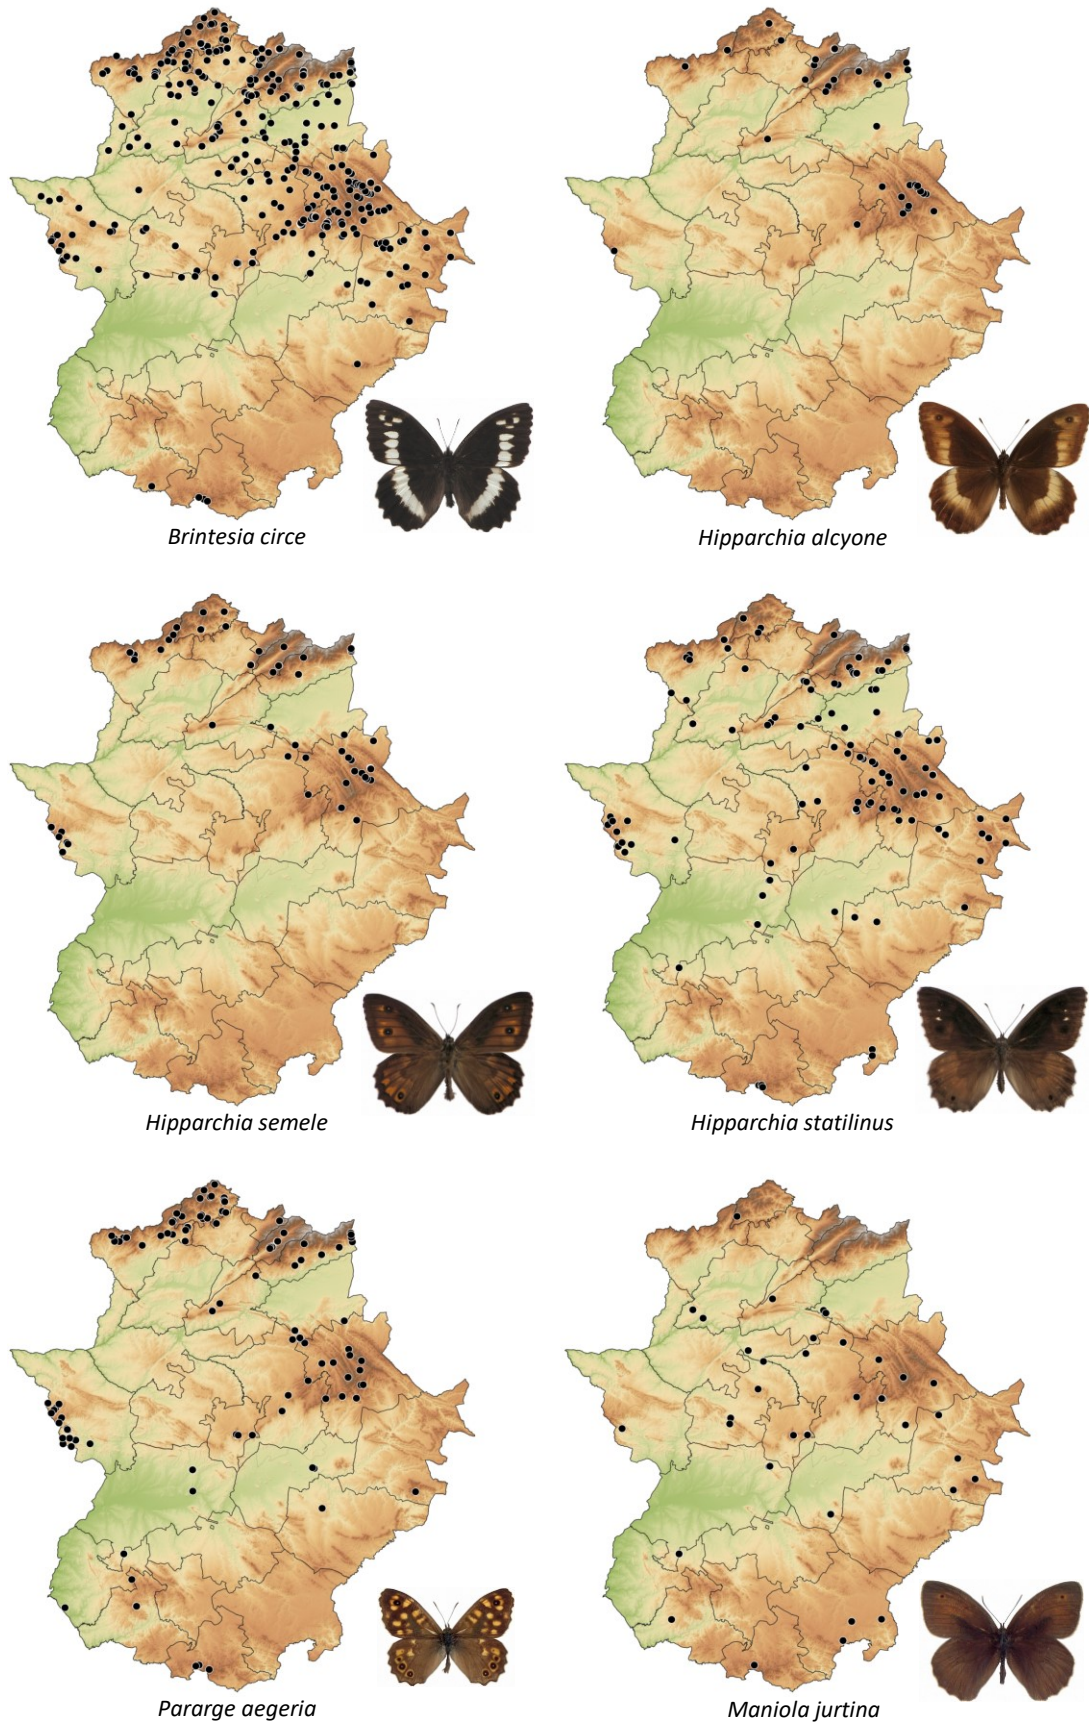 Brintesia circe
Hipparchia alcyone
Hipparchia semele
Hipparchia statilinus
Pararge aegeria
Maniola jurtina